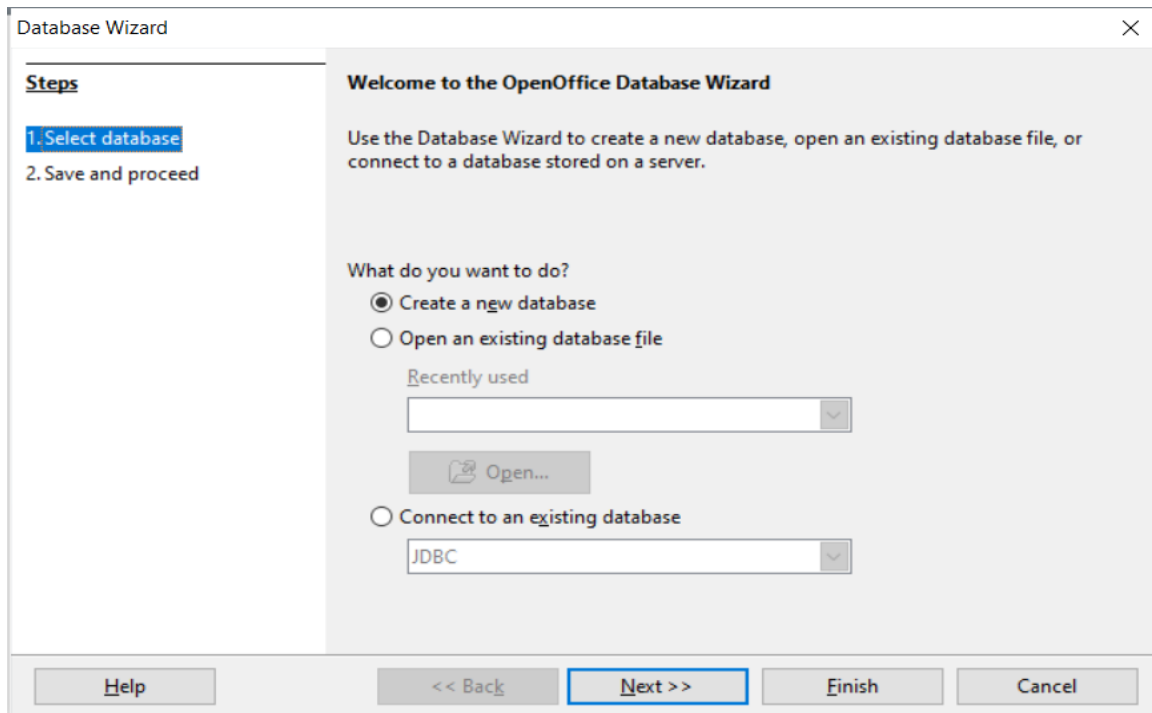 Database Wizard
Steps
1. Select database
2. Save and proceed
Welcome to the OpenOffice Database Wizard
Use the Database Wizard to create a new database, open an existing database file, or
connect to a database stored on a server.
What do you want to do?
Create a new database
Open an existing database file
Recently used
Open...
Connect to an existing database
JDBC
Help
<< Back
Next >>
Finish
Cancel